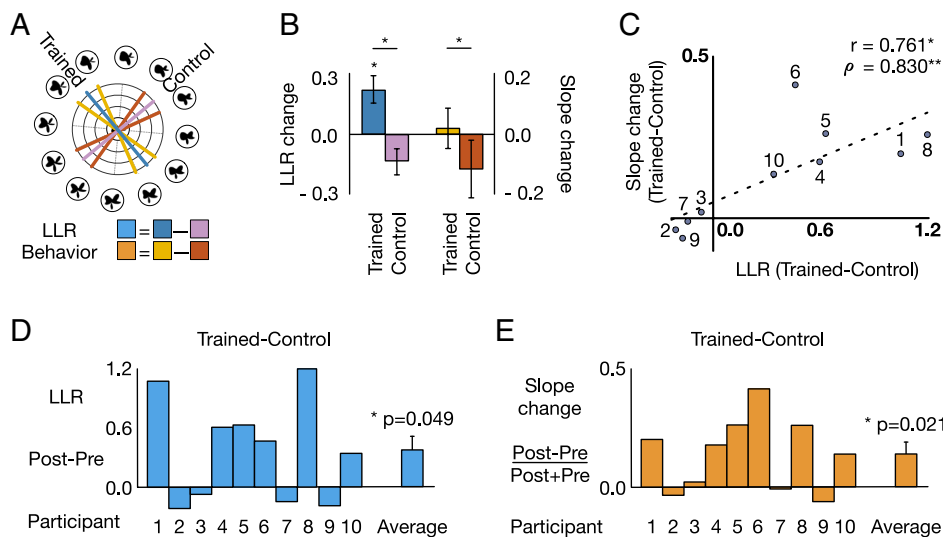 A
Trained
Control
LLR = −
Behavior = −
B
*
*
*
0.3
0.0
- 0.3
LLR change
0.2
0.0
- 0.2
Slope change
Trained
Control
Trained
Control
C
r = 0.761*
ρ = 0.830**
0.5
Slope change
(Trained-Control)
6
5
1
8
10
4
7
3
2
9
0.0
0.6
1.2
LLR (Trained-Control)
D
Trained-Control
1.2
LLR
* p=0.049
0.6
Post-Pre
0.0
Participant 1 2 3 4 5 6 7 8 9 10 Average
E
Trained-Control
0.5
Slope
change
* p=0.021
Post-Pre
Post+Pre
0.0
Participant 1 2 3 4 5 6 7 8 9 10 Average